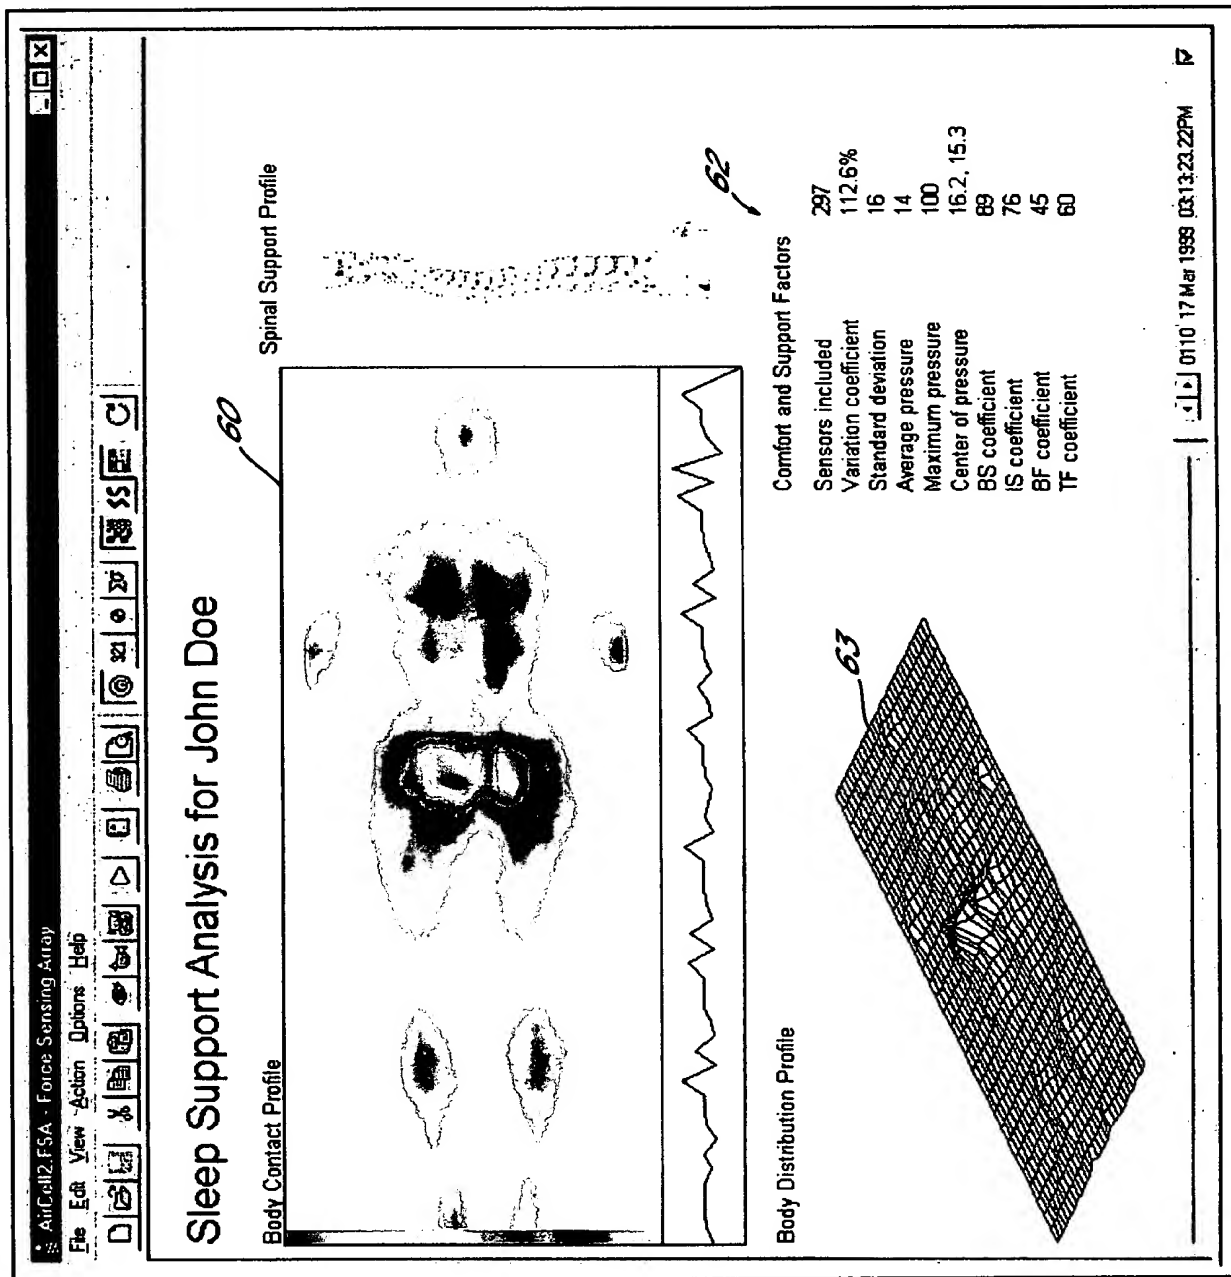 AirCell2.FSA - Force Sensing Array
File Edit View Action Options Help
321
Sleep Support Analysis for John Doe
Body Contact Profile
60
Spinal Support Profile
Body Distribution Profile
63
Comfort and Support Factors
62
Sensors included 297
Variation coefficient 112.6%
Standard deviation 16
Average pressure 14
Maximum pressure 100
Center of pressure 16.2, 15.3
BS coefficient 89
IS coefficient 76
BF coefficient 45
TF coefficient 60
0110 17 Mar 1999 03:13:23.22PM